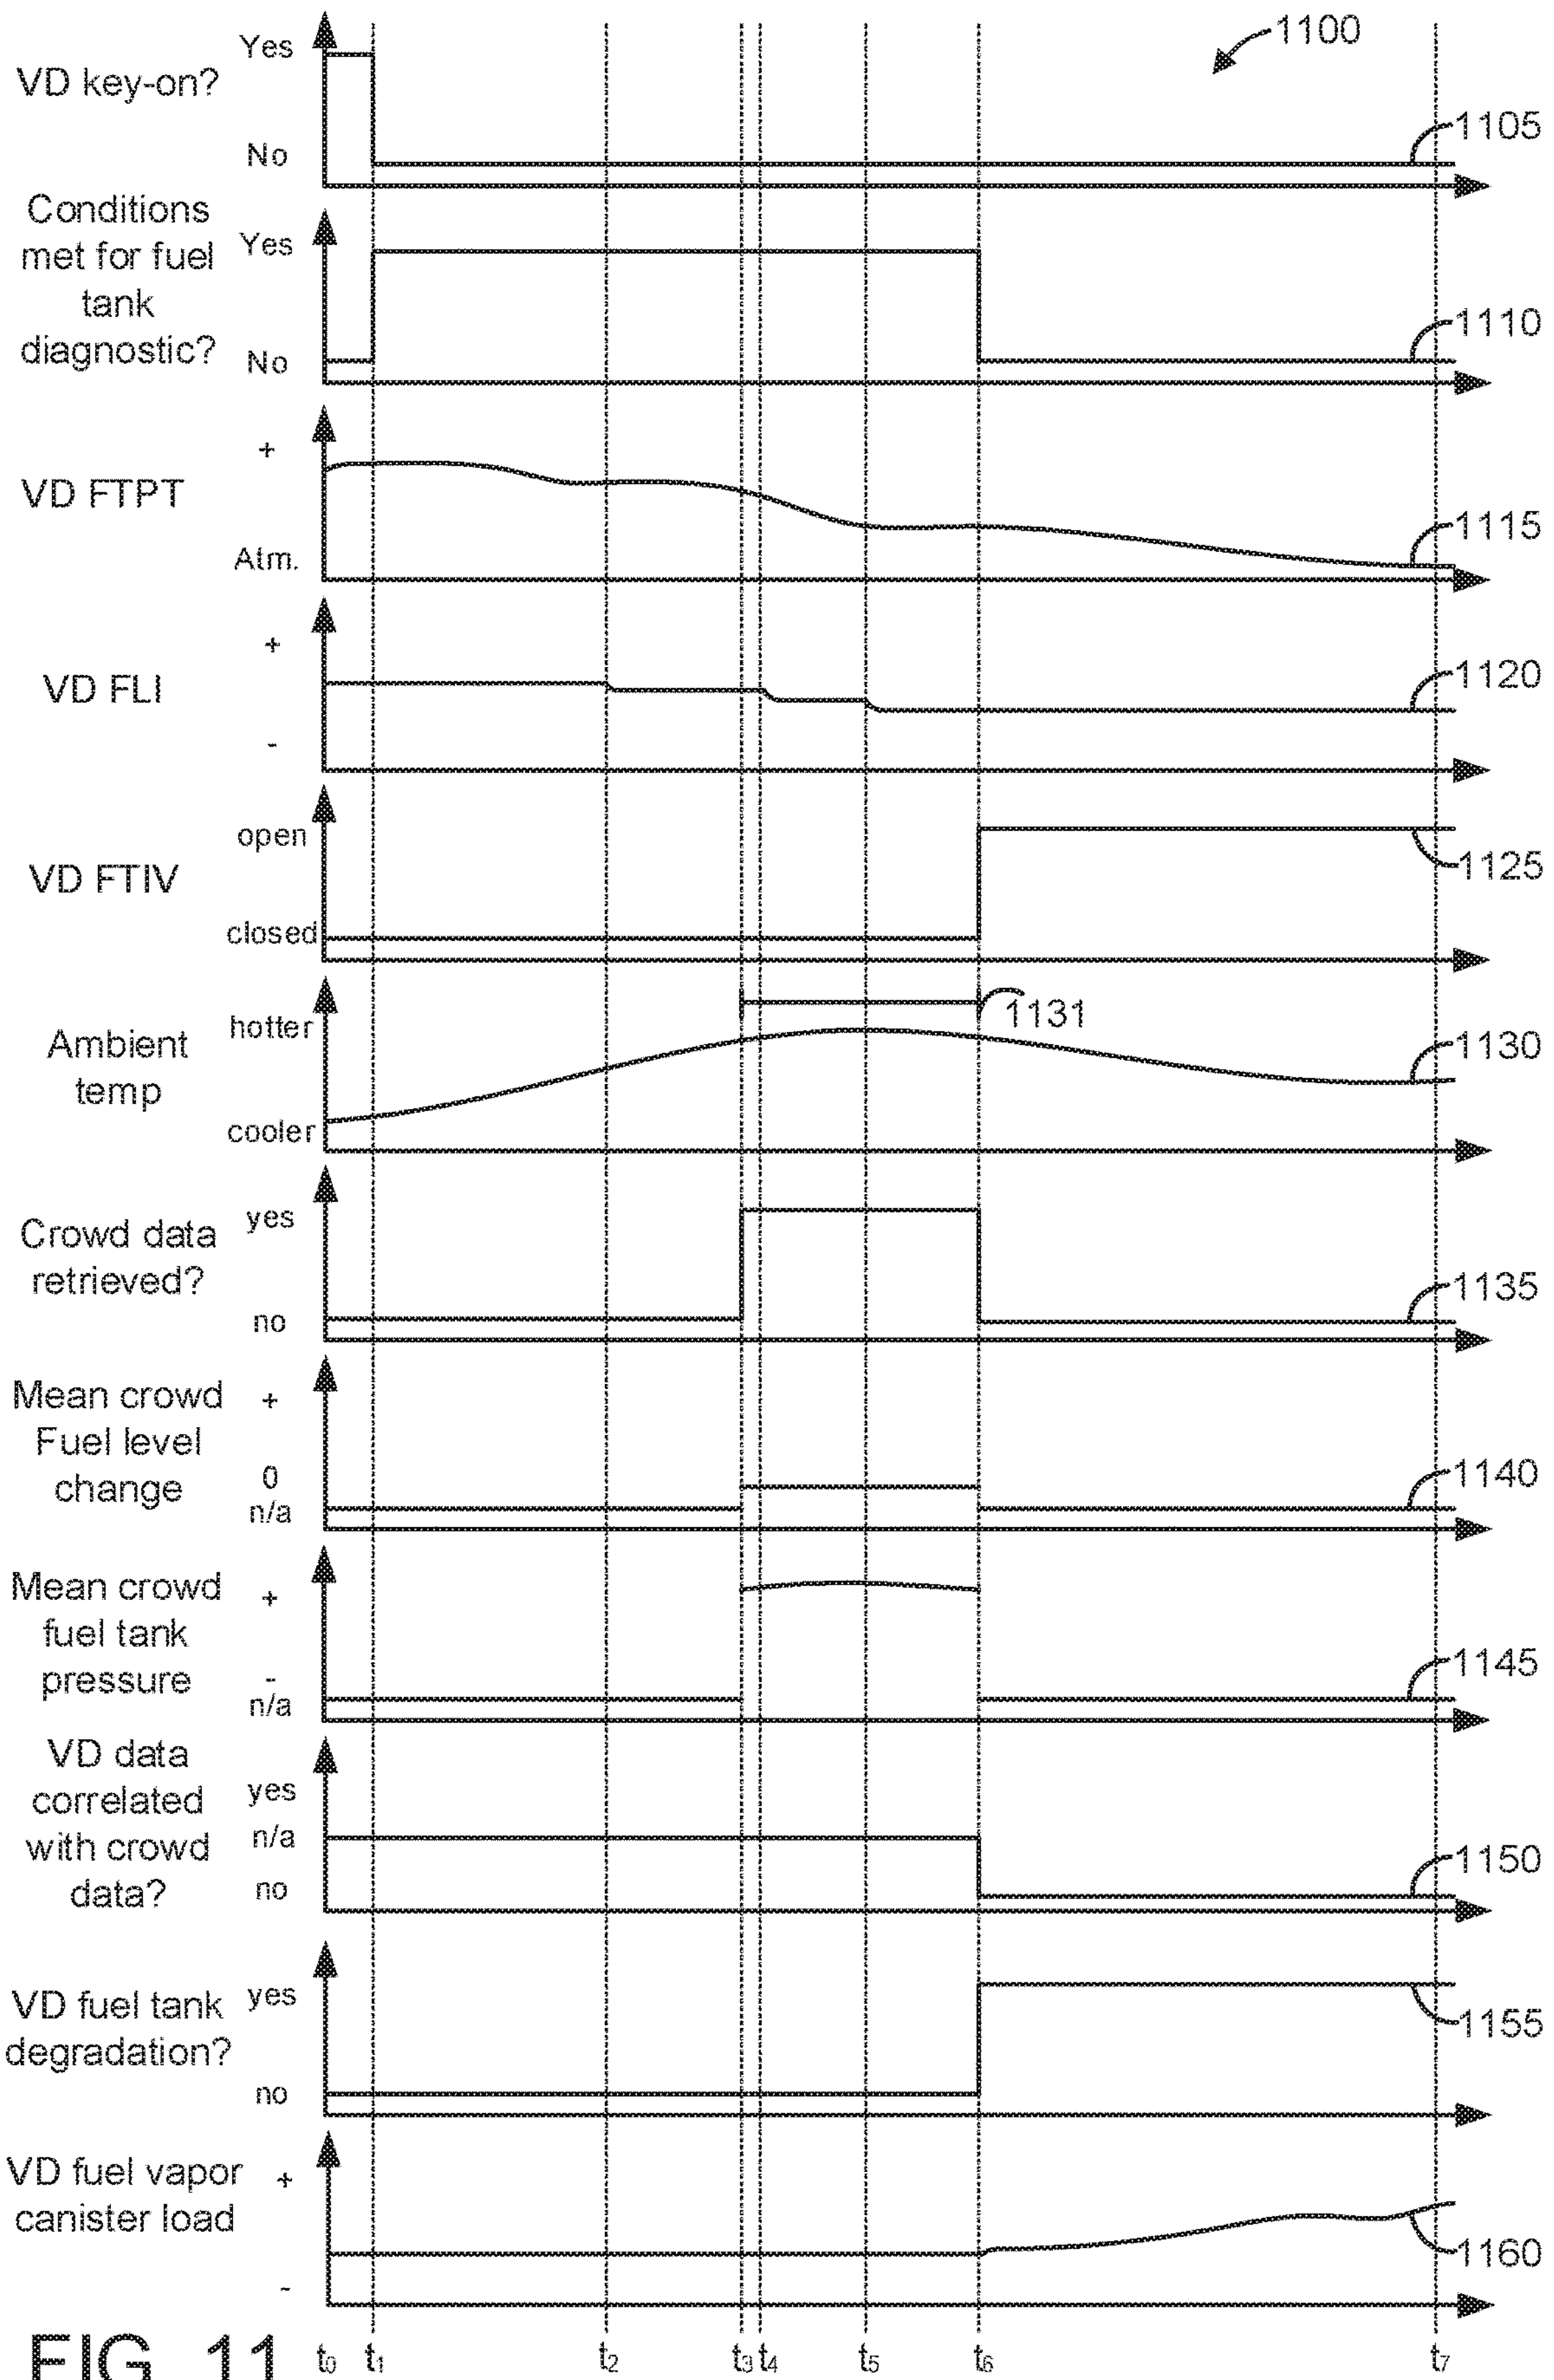 1100
Yes
VD key-on?
No
1105
Conditions
met for fuel
tank
diagnostic?
Yes
No
1110
+
VD FTPT
Atm.
1115
+
VD FLI
-
1120
open
VD FTIV
closed
1125
hotter
Ambient
temp
cooler
1131
1130
yes
Crowd data
retrieved?
no
1135
Mean crowd
Fuel level
change
+
0
n/a
1140
Mean crowd
fuel tank
pressure
+
-
n/a
1145
VD data
correlated
with crowd
data?
yes
n/a
no
1150
VD fuel tank
degradation?
yes
no
1155
VD fuel vapor
canister load
+
-
1160
FIG. 11
t0 t1 t2 t3 t4 t5 t6 t7